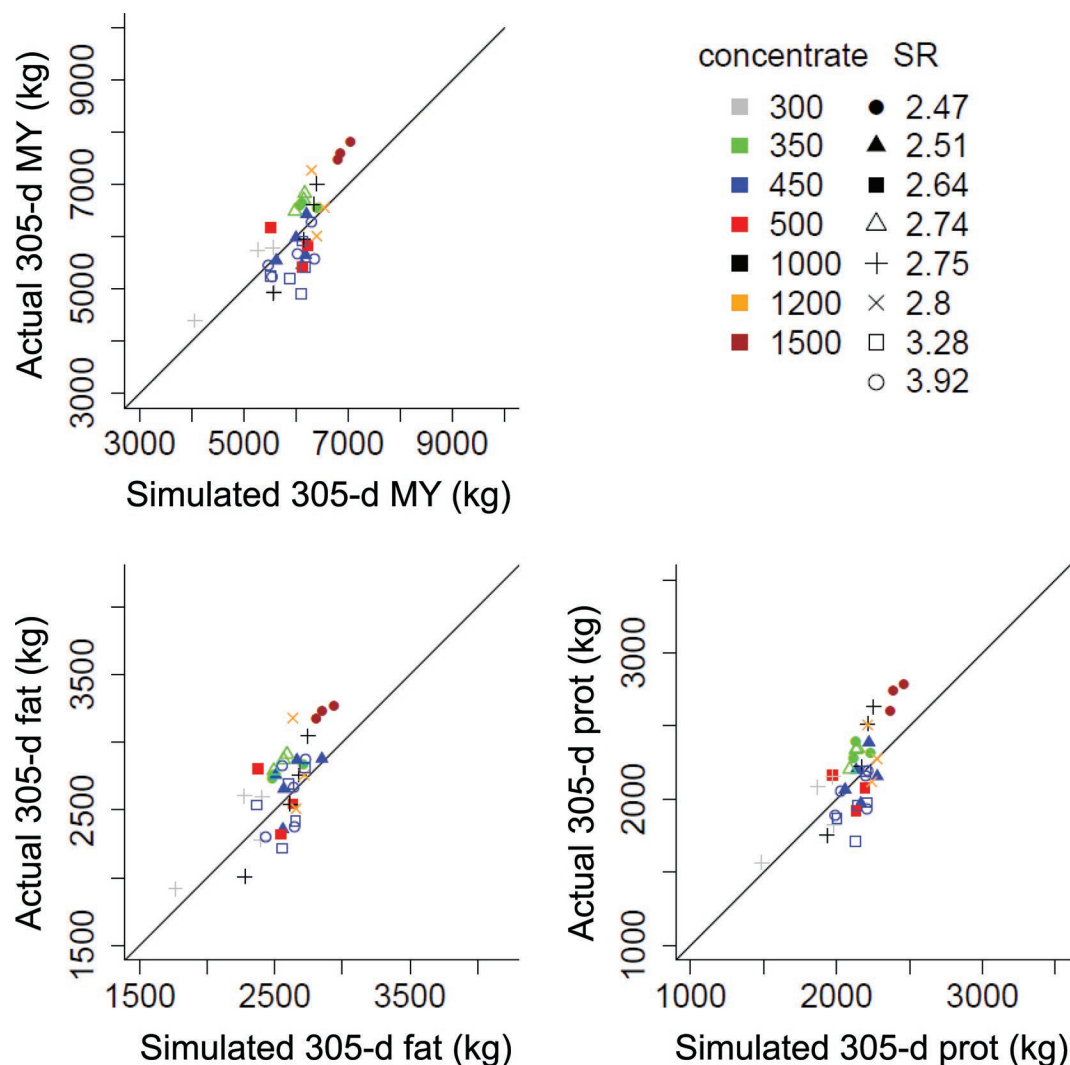 Actual 305-d MY (kg)
9000
7000
5000
3000
3000 5000 7000 9000
Simulated 305-d MY (kg)
concentrate SR
300 2.47
350 2.51
450 2.64
500 2.74
1000 2.75
1200 2.8
1500 3.28
3.92
Actual 305-d fat (kg)
3500
2500
1500
1500 2500 3500
Simulated 305-d fat (kg)
Actual 305-d prot (kg)
3000
2000
1000
1000 2000 3000
Simulated 305-d prot (kg)